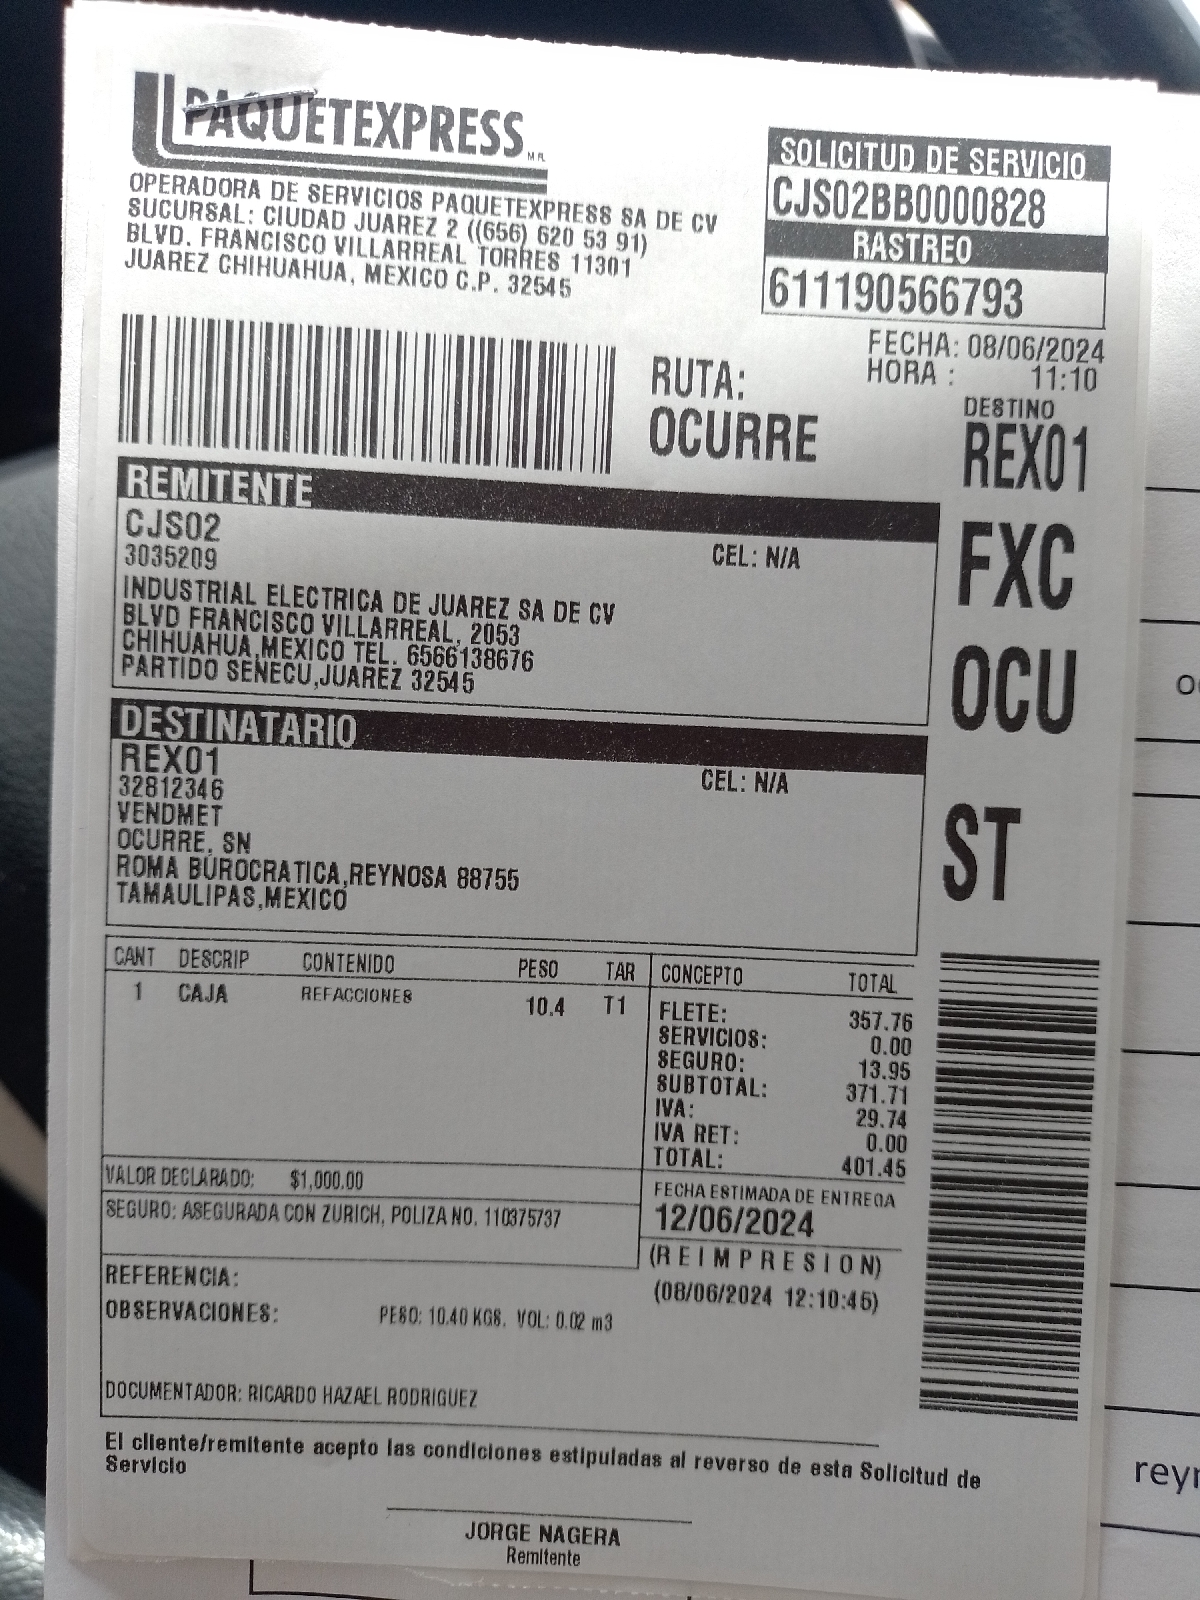 PAQUETEXPRESS M.R.
OPERADORA DE SERVICIOS PAQUETEXPRESS SA DE CV
SUCURSAL: CIUDAD JUAREZ 2 ((656) 620 53 91)
BLVD. FRANCISCO VILLARREAL TORRES 11301
JUAREZ CHIHUAHUA, MEXICO C.P. 32545
SOLICITUD DE SERVICIO
CJS02BB0000828
RASTREO
611190566793
FECHA: 08/06/2024
HORA : 11:10
RUTA:
OCURRE
DESTINO
REX01
FXC
OCU
ST
REMITENTE
CJS02
3035209
CEL: N/A
INDUSTRIAL ELECTRICA DE JUAREZ SA DE CV
BLVD FRANCISCO VILLARREAL, 2053
CHIHUAHUA,MEXICO TEL. 6566138676
PARTIDO SENECU,JUAREZ 32545
DESTINATARIO
REX01
32812346
CEL: N/A
VENDMET
OCURRE, SN
ROMA BUROCRATICA,REYNOSA 88755
TAMAULIPAS,MEXICO
CANT DESCRIP CONTENIDO PESO TAR
1 CAJA REFACCIONES 10.4 T1
CONCEPTO TOTAL
FLETE: 357.76
SERVICIOS: 0.00
SEGURO: 13.95
SUBTOTAL: 371.71
IVA: 29.74
IVA RET: 0.00
TOTAL: 401.45
VALOR DECLARADO: $1,000.00
SEGURO: ASEGURADA CON ZURICH, POLIZA NO. 110375737
FECHA ESTIMADA DE ENTREGA
12/06/2024
(R E I M P R E S I O N)
(08/06/2024 12:10:45)
REFERENCIA:
OBSERVACIONES: PESO: 10.40 KGS. VOL: 0.02 m3
DOCUMENTADOR: RICARDO HAZAEL RODRIGUEZ
El cliente/remitente acepto las condiciones estipuladas al reverso de esta Solicitud de
Servicio
JORGE NAGERA
Remitente